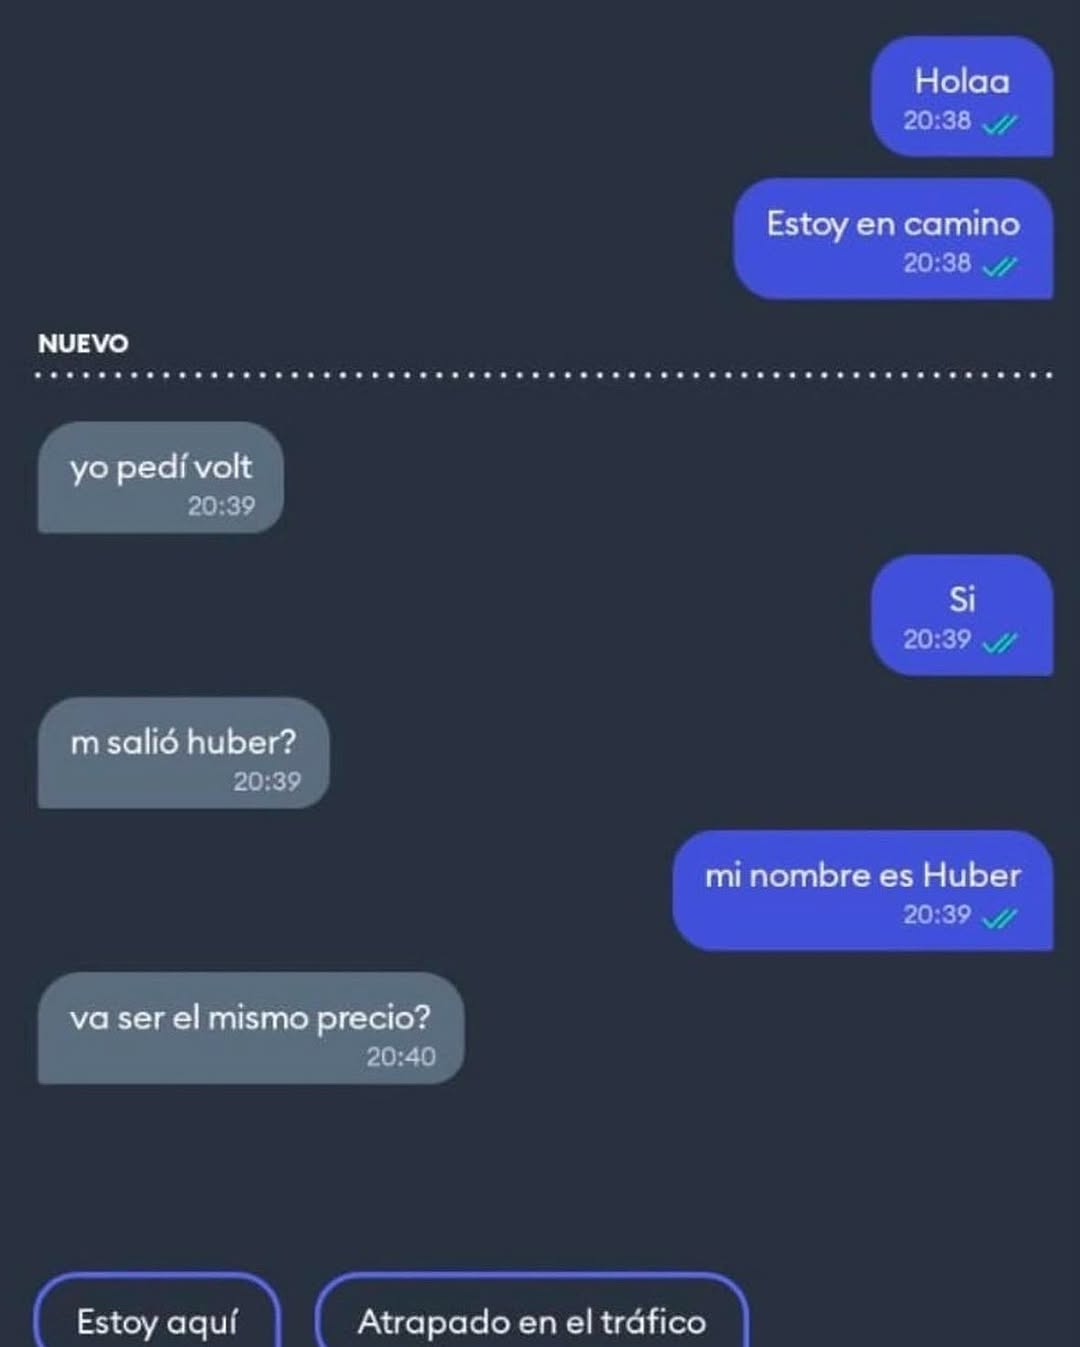 Holaa
20:38
Estoy en camino
20:38
NUEVO
yo pedí volt
20:39
Si
20:39
m salió huber?
20:39
mi nombre es Huber
20:39
va ser el mismo precio?
20:40
Estoy aquí
Atrapado en el tráfico